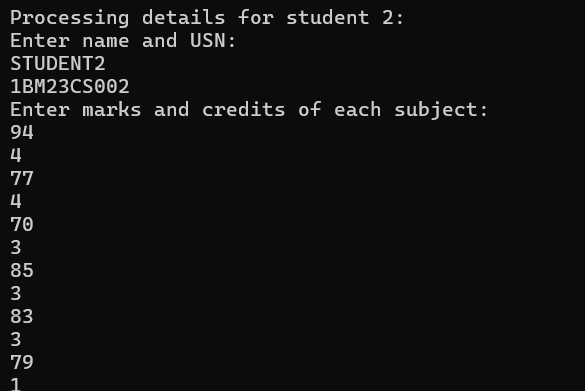 Processing details for student 2:
Enter name and USN:
STUDENT2
1BM23CS002
Enter marks and credits of each subject:
94
4
77
4
70
3
85
3
83
3
79
1